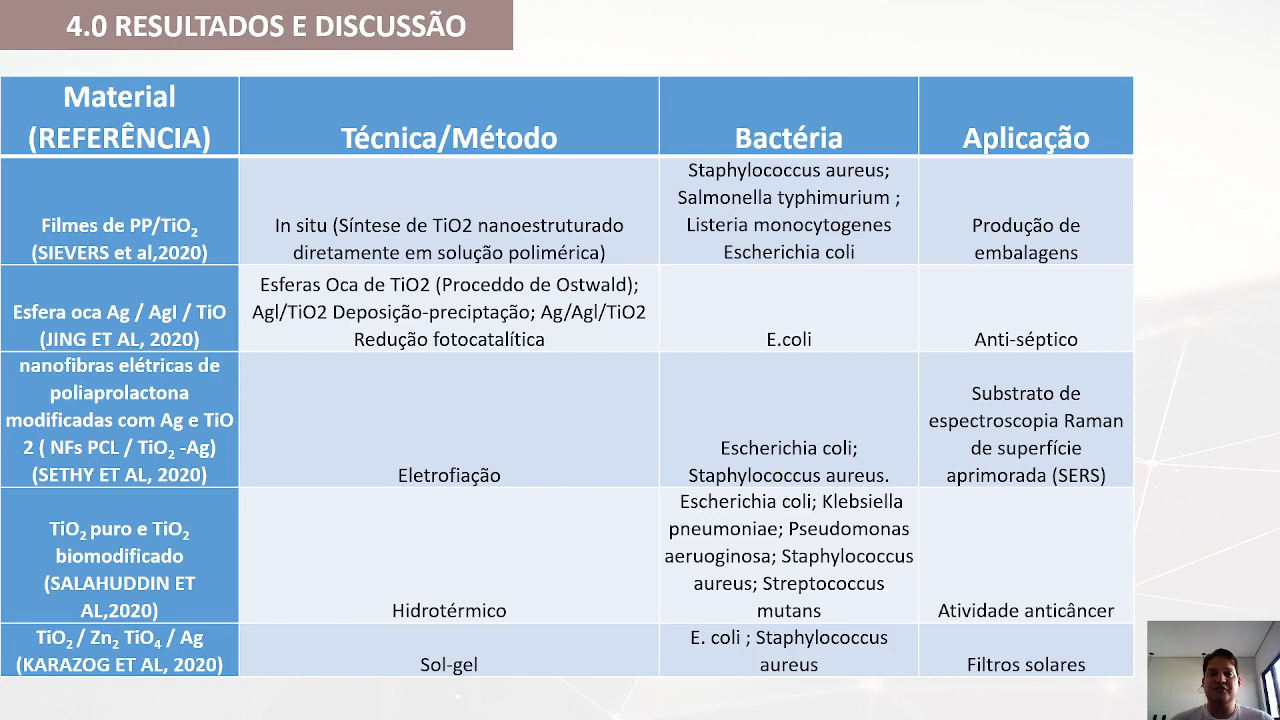 4.0 RESULTADOS E DISCUSSÃO
Material
(REFERÊNCIA)
Técnica/Método
Bactéria
Aplicação
Filmes de PP/TiO₂
(SIEVERS et al,2020)
In situ (Síntese de TiO2 nanoestruturado
diretamente em solução polimérica)
Staphylococcus aureus;
Salmonella typhimurium ;
Listeria monocytogenes
Escherichia coli
Produção de
embalagens
Esfera oca Ag / AgI / TiO
(JING ET AL, 2020)
Esferas Oca de TiO2 (Proceddo de Ostwald);
Agl/TiO2 Deposição-preciptação; Ag/Agl/TiO2
Redução fotocatalítica
E.coli
Anti-séptico
nanofibras elétricas de
poliaprolactona
modificadas com Ag e TiO
2 ( NFs PCL / TiO₂ -Ag)
(SETHY ET AL, 2020)
Eletrofiação
Escherichia coli;
Staphylococcus aureus.
Substrato de
espectroscopia Raman
de superfície
aprimorada (SERS)
TiO₂ puro e TiO₂
biomodificado
(SALAHUDDIN ET
AL,2020)
Hidrotérmico
Escherichia coli; Klebsiella
pneumoniae; Pseudomonas
aeruoginosa; Staphylococcus
aureus; Streptococcus
mutans
Atividade anticâncer
TiO₂ / Zn₂ TiO₄ / Ag
(KARAZOG ET AL, 2020)
Sol-gel
E. coli ; Staphylococcus
aureus
Filtros solares